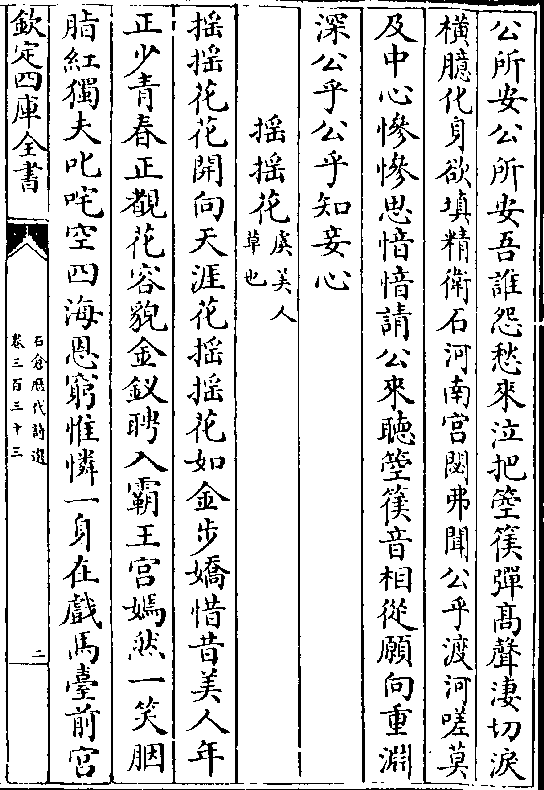 公所安公所安吾誰怨愁來泣把箜篌彈髙聲淒切淚
横臆化身欲填精衛石河南宫閟弗聞公乎渡河嗟莫
及中心慘慘思愔愔請公來聽箜篌音相從願向重淵
深公乎公乎知妾心
揺揺花虞美人草也
揺揺花花開向天涯花揺揺花如金步嬌惜昔美人年
正少青春正覩花容貌金釵聘入霸王宫嫣然一笑胭
脂紅獨夫叱咤空四海恩窮惟憐一身在戲馬臺前宫
欽定四庫全書
石倉歴代詩選
卷三百三十三
二